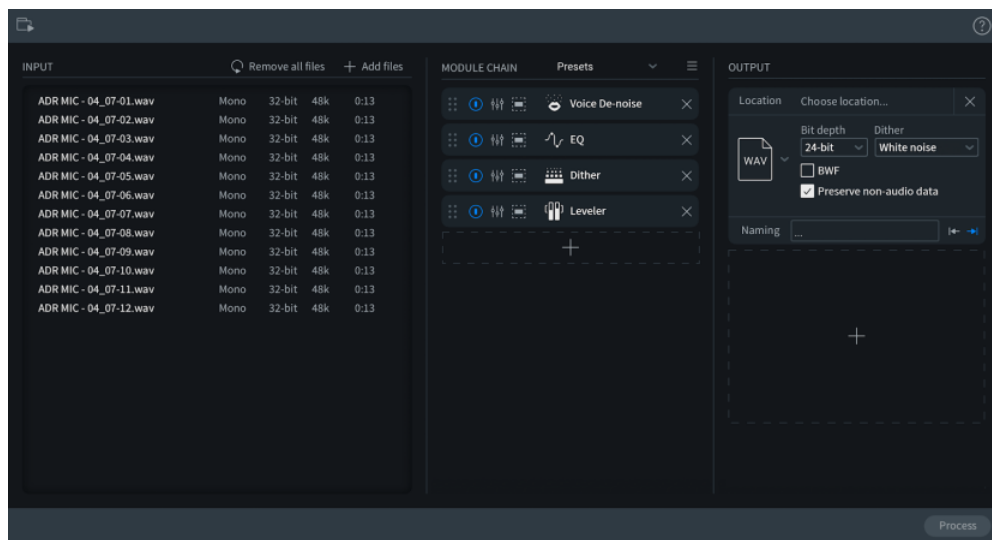 INPUT Remove all files Add files
ADR MIC - 04_07-01.wav Mono 32-bit 48k 0:13
ADR MIC - 04_07-02.wav Mono 32-bit 48k 0:13
ADR MIC - 04_07-03.wav Mono 32-bit 48k 0:13
ADR MIC - 04_07-04.wav Mono 32-bit 48k 0:13
ADR MIC - 04_07-05.wav Mono 32-bit 48k 0:13
ADR MIC - 04_07-06.wav Mono 32-bit 48k 0:13
ADR MIC - 04_07-07.wav Mono 32-bit 48k 0:13
ADR MIC - 04_07-08.wav Mono 32-bit 48k 0:13
ADR MIC - 04_07-09.wav Mono 32-bit 48k 0:13
ADR MIC - 04_07-10.wav Mono 32-bit 48k 0:13
ADR MIC - 04_07-11.wav Mono 32-bit 48k 0:13
ADR MIC - 04_07-12.wav Mono 32-bit 48k 0:13
MODULE CHAIN Presets
Voice De-noise
EQ
Dither
Leveler
OUTPUT
Location Choose location...
Bit depth Dither
WAV
24-bit White noise
BWF
Preserve non-audio data
Naming ...
Process